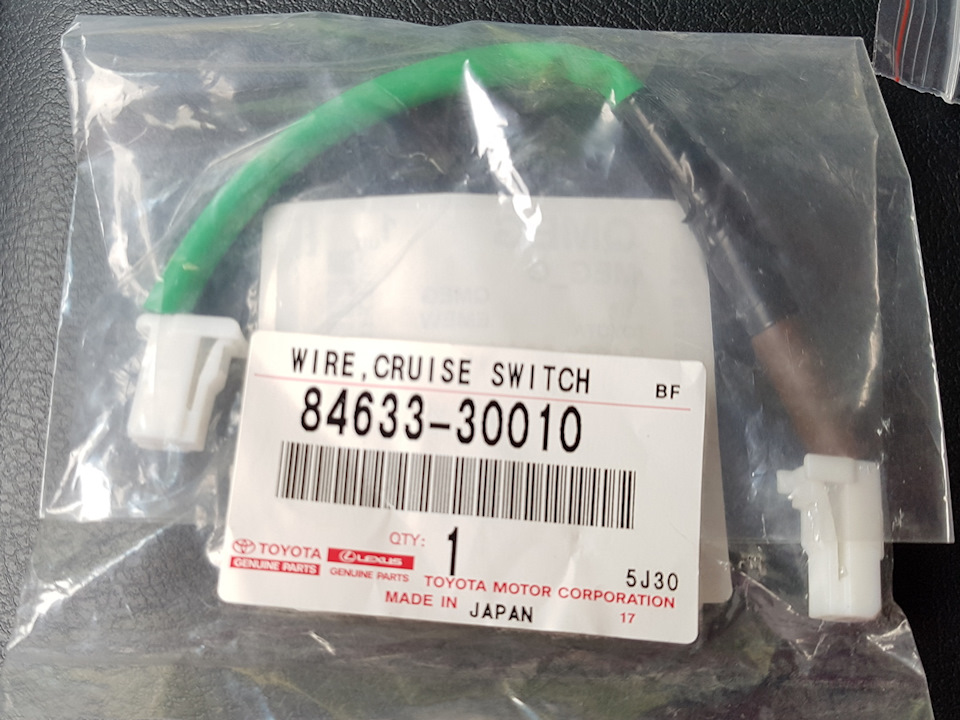 WIRE,CRUISE SWITCH
BF
84633-30010
QTY: 1
TOYOTA
GENUINE PARTS
LEXUS
GENUINE PARTS
5J30
TOYOTA MOTOR CORPORATION
MADE IN JAPAN
17